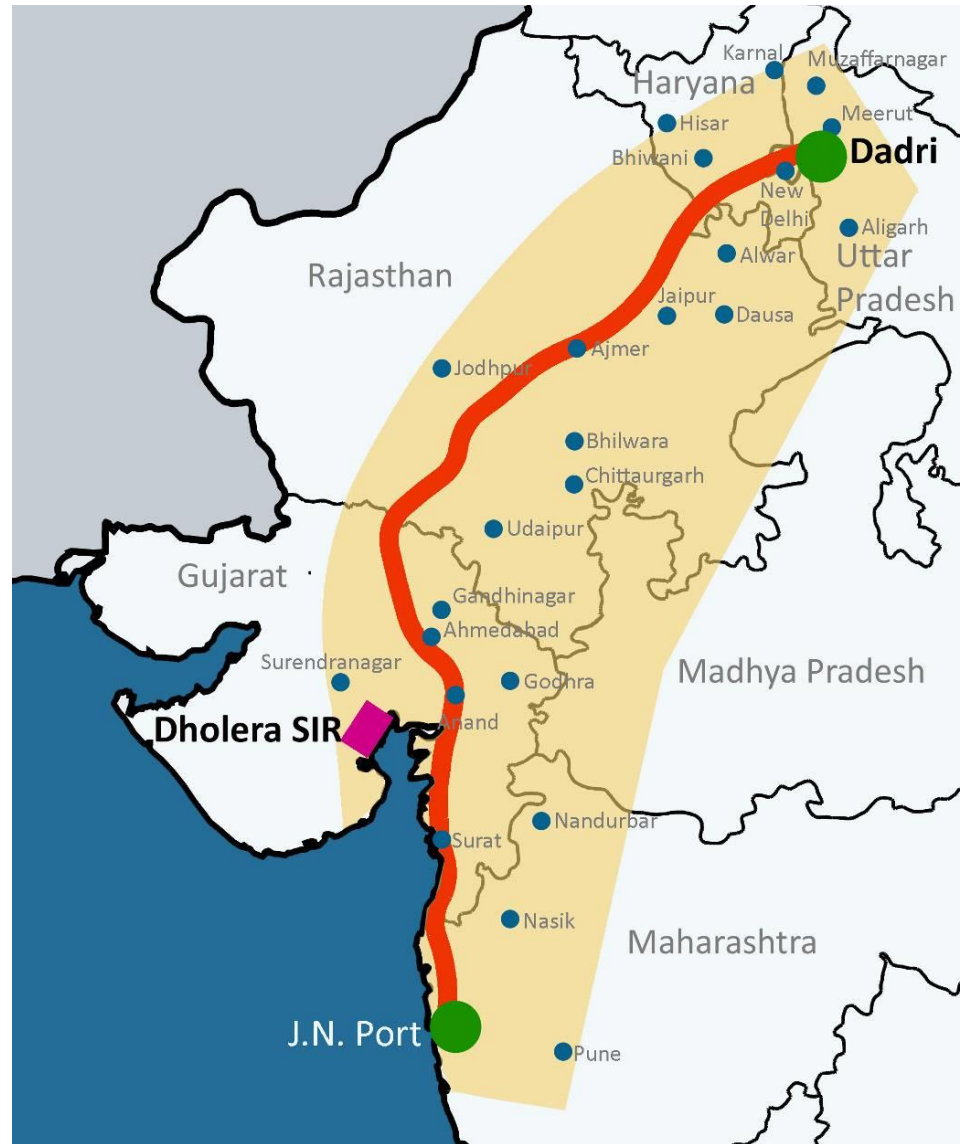 Karnal
Muzaffarnagar
Haryana
Hisar
Meerut
Bhiwani
Dadri
New
Delhi
Aligarh
Alwar
Uttar
Pradesh
Rajasthan
Jaipur
Dausa
Ajmer
Jodhpur
Bhilwara
Chittaurgarh
Udaipur
Gujarat
Gandhinagar
Ahmedabad
Surendranagar
Godhra
Madhya Pradesh
Anand
Dholera SIR
Nandurbar
Surat
Nasik
Maharashtra
J.N. Port
Pune